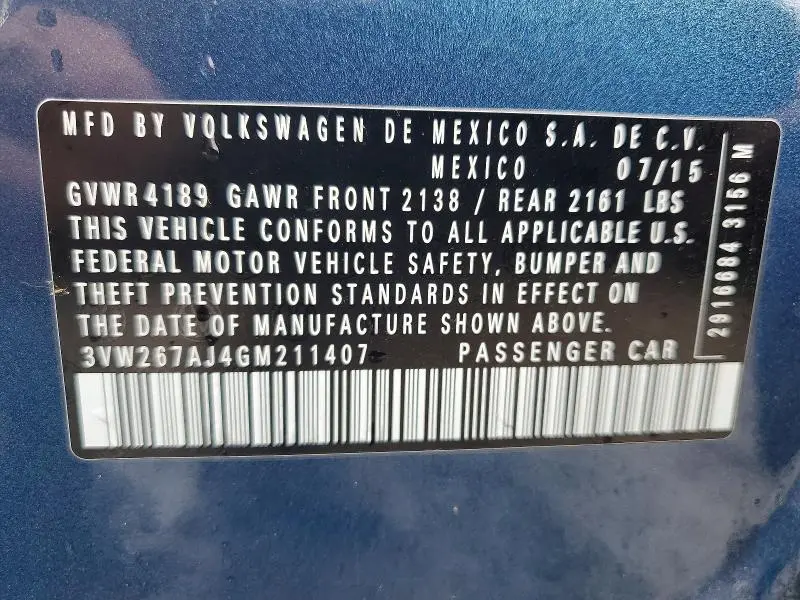 MFD BY VOLKSWAGEN DE MEXICO S.A. DE C.V.
MEXICO 07/15
GVWR 4189 GAWR FRONT 2138 / REAR 2161 LBS
THIS VEHICLE CONFORMS TO ALL APPLICABLE U.S.
FEDERAL MOTOR VEHICLE SAFETY, BUMPER AND
THEFT PREVENTION STANDARDS IN EFFECT ON
THE DATE OF MANUFACTURE SHOWN ABOVE.
3VW267AJ4GM211407 PASSENGER CAR
2916684 3156 M